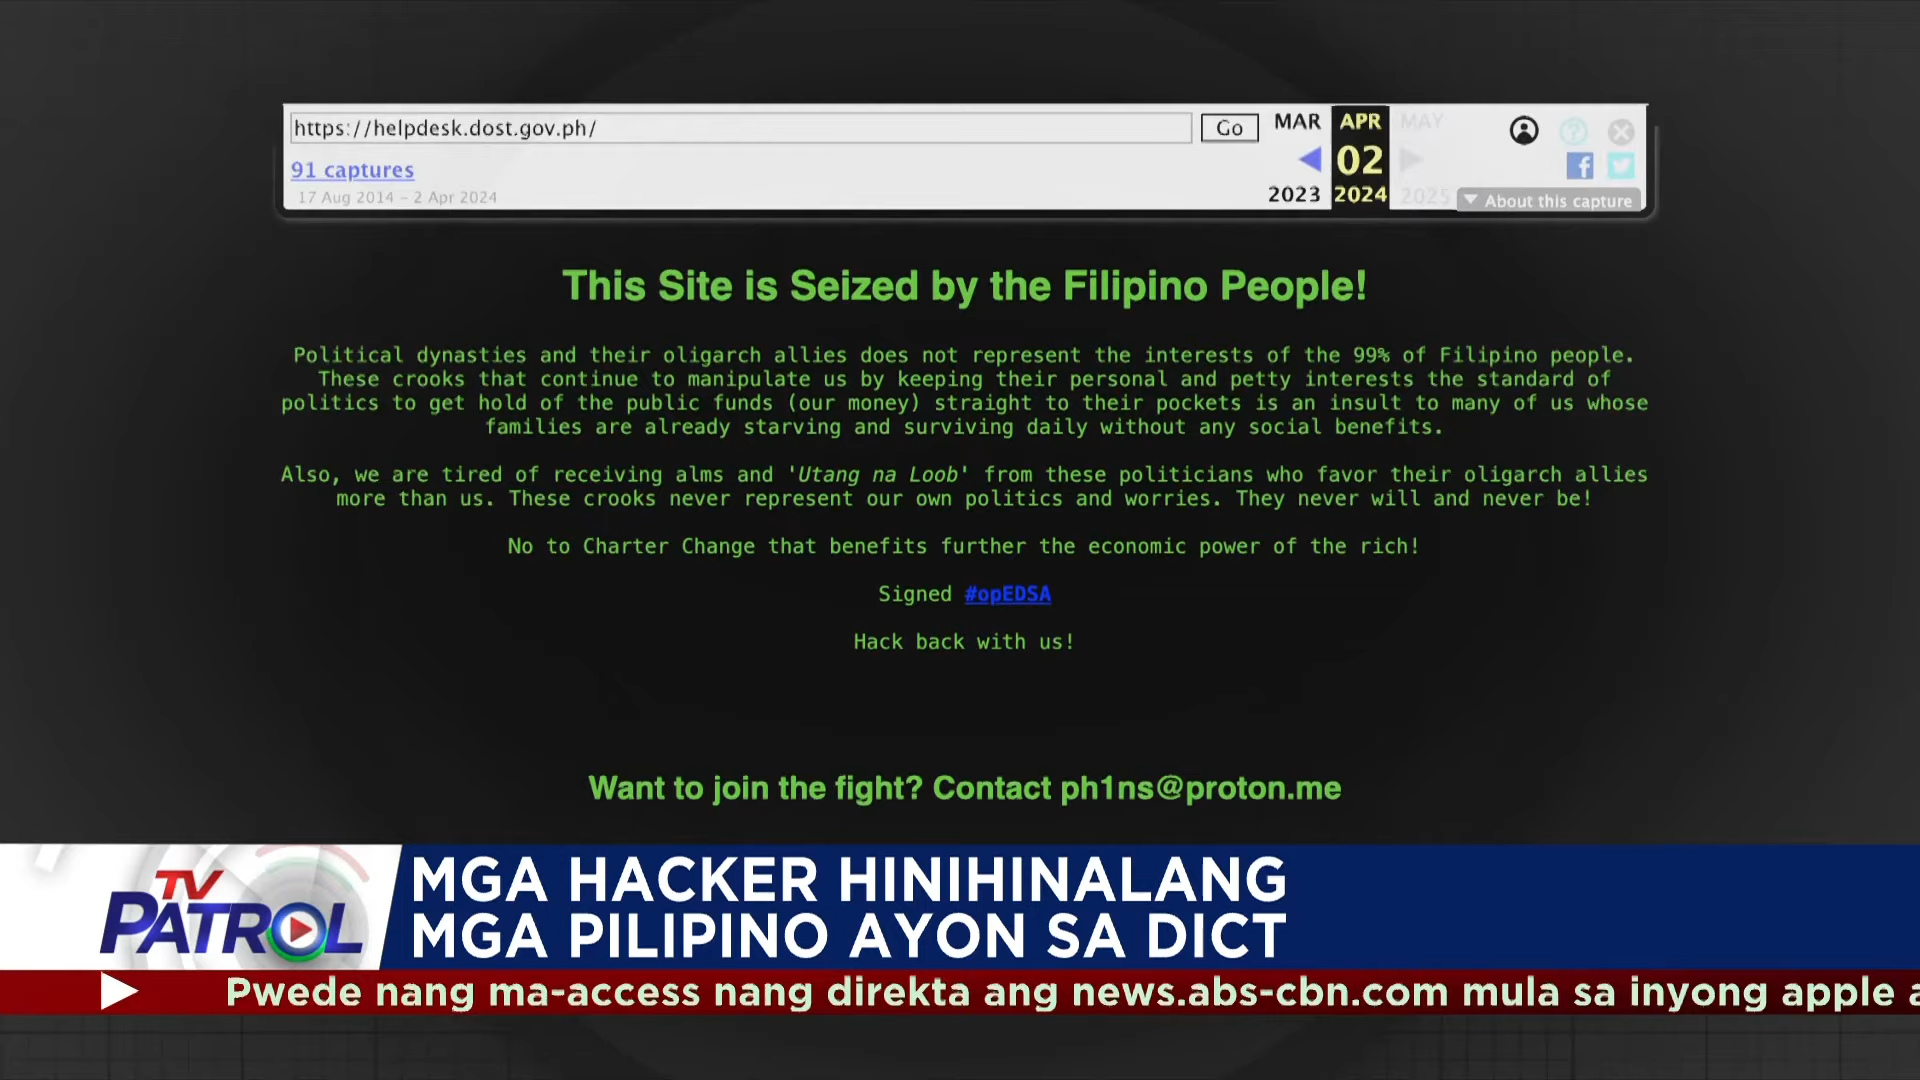 https://helpdesk.dost.gov.ph/
Go
MAR
APR
MAY
91 captures
02
17 Aug 2014 – 2 Apr 2024
2023
2024
2025
About this capture
This Site is Seized by the Filipino People!
Political dynasties and their oligarch allies does not represent the interests of the 99% of Filipino people.
These crooks that continue to manipulate us by keeping their personal and petty interests the standard of
politics to get hold of the public funds (our money) straight to their pockets is an insult to many of us whose
families are already starving and surviving daily without any social benefits.
Also, we are tired of receiving alms and 'Utang na Loob' from these politicians who favor their oligarch allies
more than us. These crooks never represent our own politics and worries. They never will and never be!
No to Charter Change that benefits further the economic power of the rich!
Signed #opEDSA
Hack back with us!
Want to join the fight? Contact ph1ns@proton.me
TV PATROL
MGA HACKER HINIHINALANG
MGA PILIPINO AYON SA DICT
Pwede nang ma-access nang direkta ang news.abs-cbn.com mula sa inyong apple